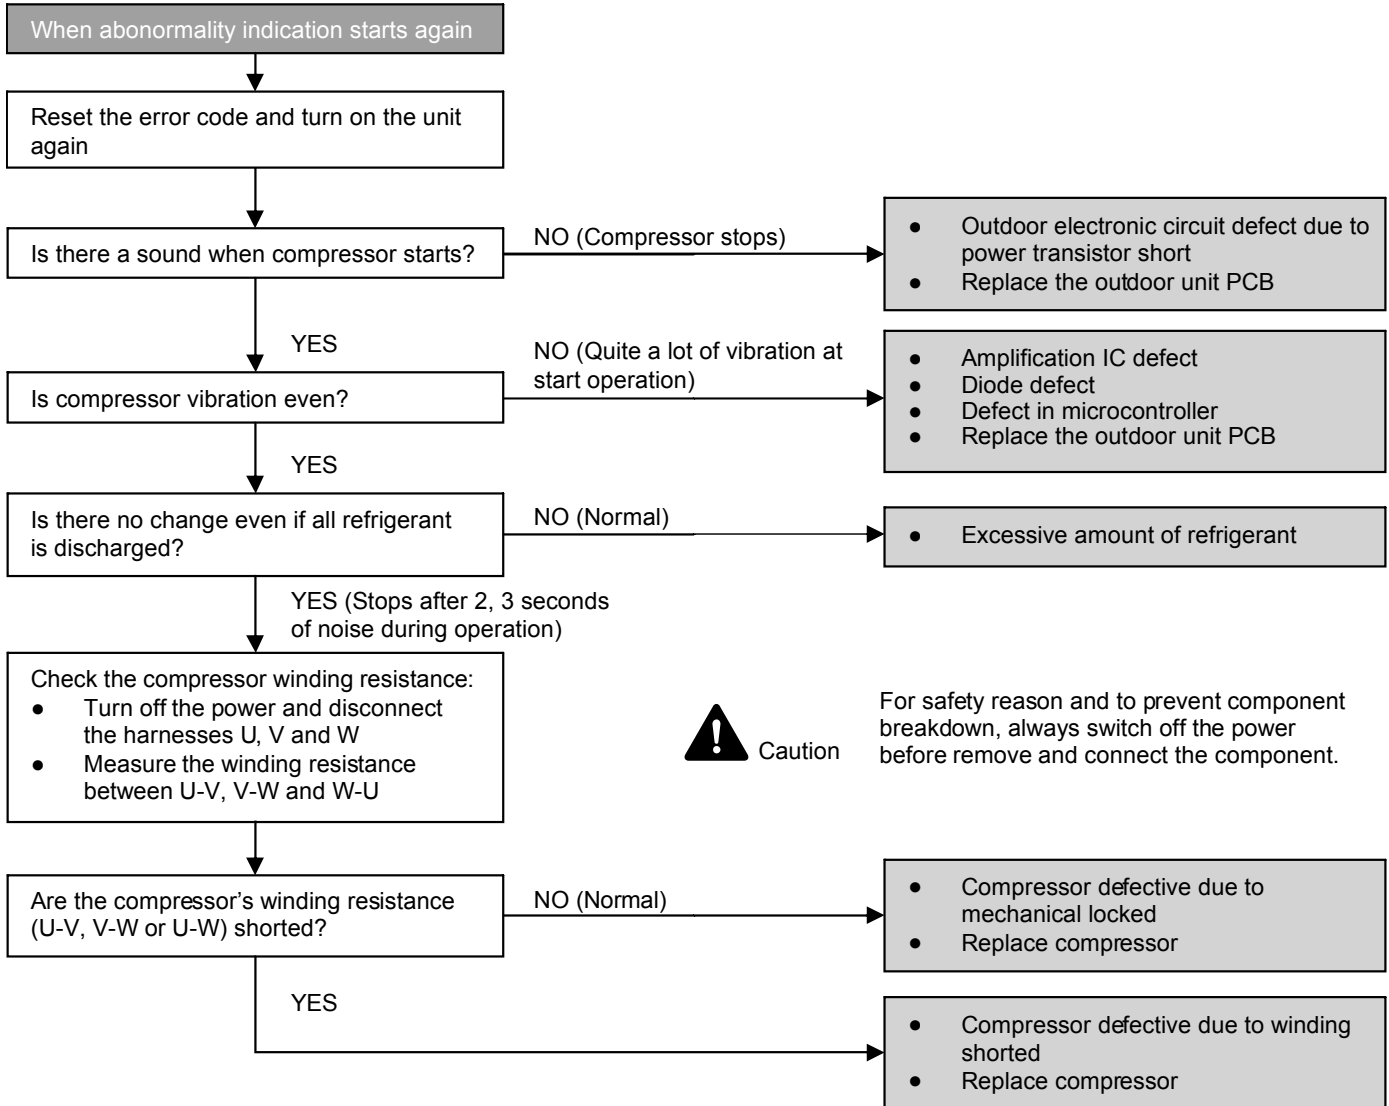 When abonormality indication starts again
Reset the error code and turn on the unit
again
Is there a sound when compressor starts?
NO (Compressor stops)
● Outdoor electronic circuit defect due to
power transistor short
● Replace the outdoor unit PCB
YES
NO (Quite a lot of vibration at
start operation)
Is compressor vibration even?
● Amplification IC defect
● Diode defect
● Defect in microcontroller
● Replace the outdoor unit PCB
YES
Is there no change even if all refrigerant
is discharged?
NO (Normal)
● Excessive amount of refrigerant
YES (Stops after 2, 3 seconds
of noise during operation)
Check the compressor winding resistance:
● Turn off the power and disconnect
the harnesses U, V and W
● Measure the winding resistance
between U-V, V-W and W-U
! Caution
For safety reason and to prevent component
breakdown, always switch off the power
before remove and connect the component.
Are the compressor’s winding resistance
(U-V, V-W or U-W) shorted?
NO (Normal)
● Compressor defective due to
mechanical locked
● Replace compressor
YES
● Compressor defective due to winding
shorted
● Replace compressor